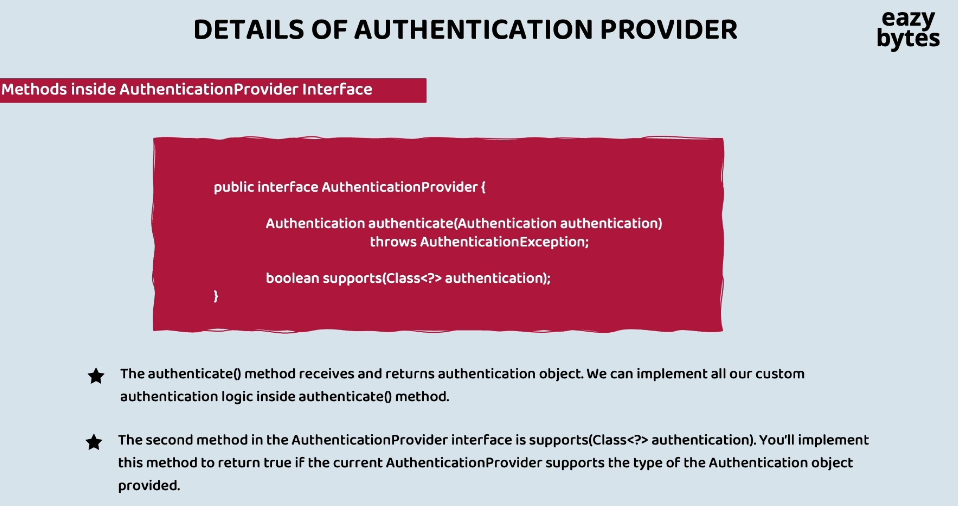 DETAILS OF AUTHENTICATION PROVIDER
eazy
bytes
Methods inside AuthenticationProvider Interface
public interface AuthenticationProvider {
Authentication authenticate(Authentication authentication)
throws AuthenticationException;
boolean supports(Class<?> authentication);
}
The authenticate() method receives and returns authentication object. We can implement all our custom
authentication logic inside authenticate() method.
The second method in the AuthenticationProvider interface is supports(Class<?> authentication). You'll implement
this method to return true if the current AuthenticationProvider supports the type of the Authentication object
provided.